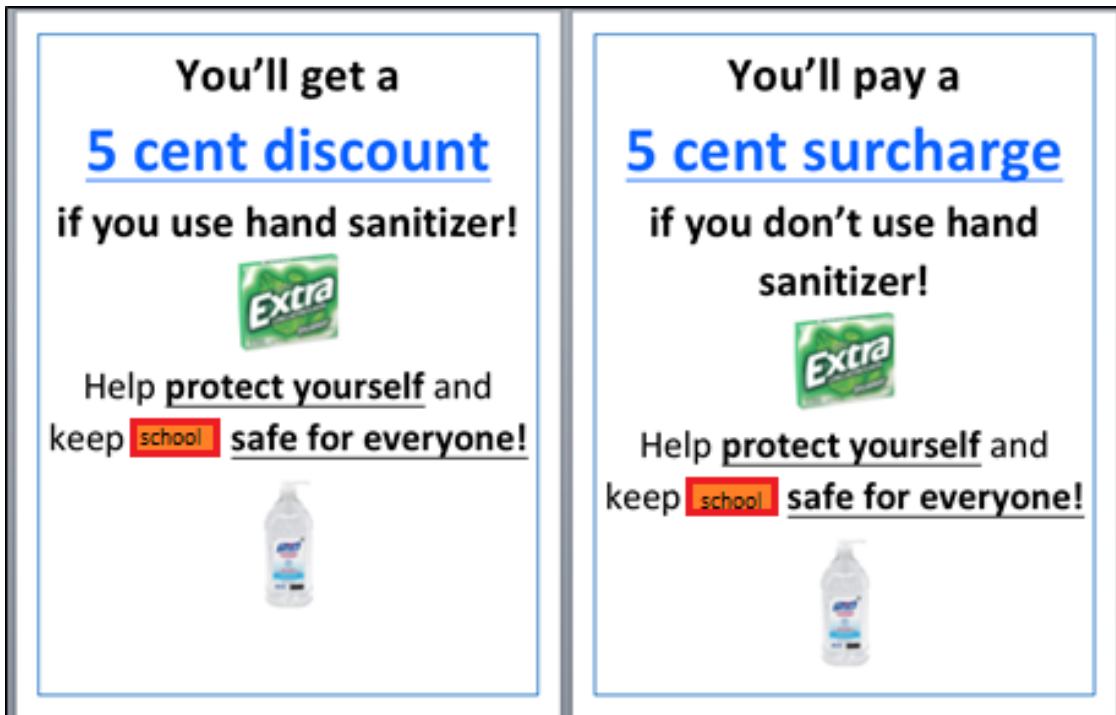 You'll get a
5 cent discount
if you use hand sanitizer!
Extra
Help protect yourself and
keep school safe for everyone!
You'll pay a
5 cent surcharge
if you don't use hand
sanitizer!
Extra
Help protect yourself and
keep school safe for everyone!